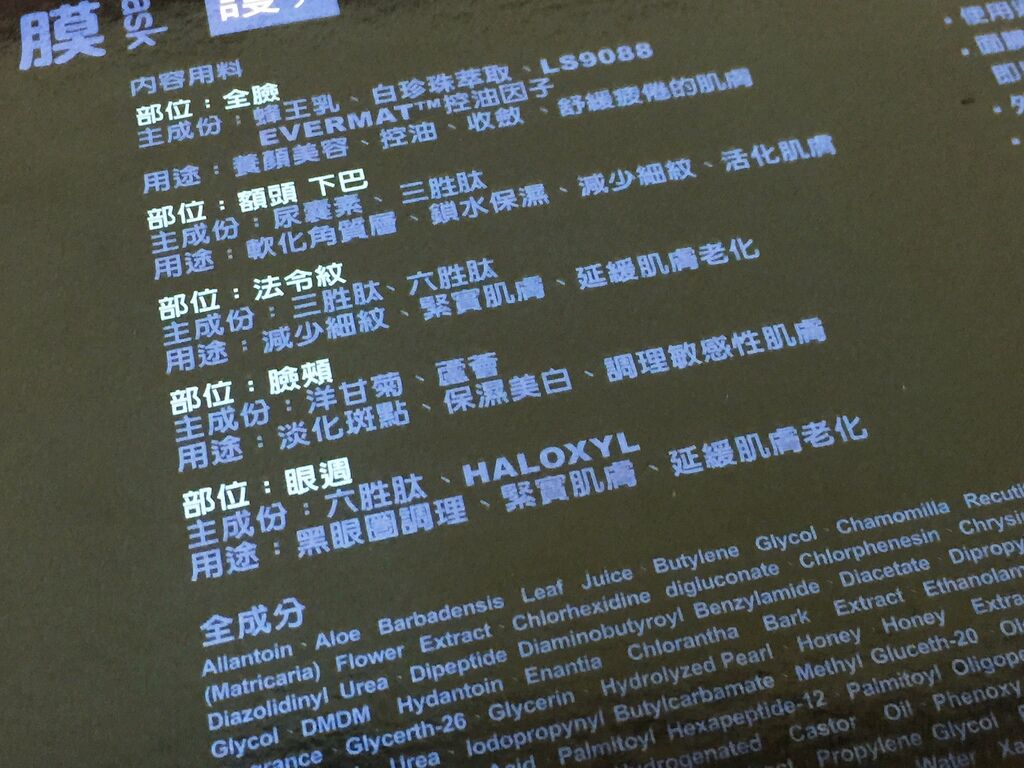 膜
內容用料
部位：全臉
主成份：蜂王乳、白珍珠萃取、LS9088
EVERMAT™控油因子
用途：養顏美容、控油、收斂、舒緩疲倦的肌膚
部位：額頭 下巴
主成份：尿囊素、三胜肽
用途：軟化角質層、鎖水保濕、減少細紋、活化肌膚
部位：法令紋
主成份：三胜肽、六胜肽
用途：減少細紋、緊實肌膚、延緩肌膚老化
部位：臉頰
主成份：洋甘菊、蘆薈
用途：淡化斑點、保濕美白、調理敏感性肌膚
部位：眼週
主成份：六胜肽、HALOXYL
用途：黑眼圈調理、緊實肌膚、延緩肌膚老化
全成分
Allantoin、Aloe Barbadensis Leaf Juice、Butylene Glycol、Chamomilla
(Matricaria) Flower Extract、Chlorhexidine digluconate、Chlorphenesin、
Diazolidinyl Urea、Dipeptide Diaminobutyroyl Benzylamide Diacetate、
Glycol、DMDM Hydantoin、Enantia Chlorantha Bark Extract、
Glycerth-26、Glycerin、Hydrolyzed Pearl、Honey、Honey
Urea、Iodopropynyl Butylcarbamate、Methyl Gluceth-20、
Acid、Palmitoyl Hexapeptide-12、Palmitoyl
Castor Oil、
Propylene Glycol、
Water、
使用
即